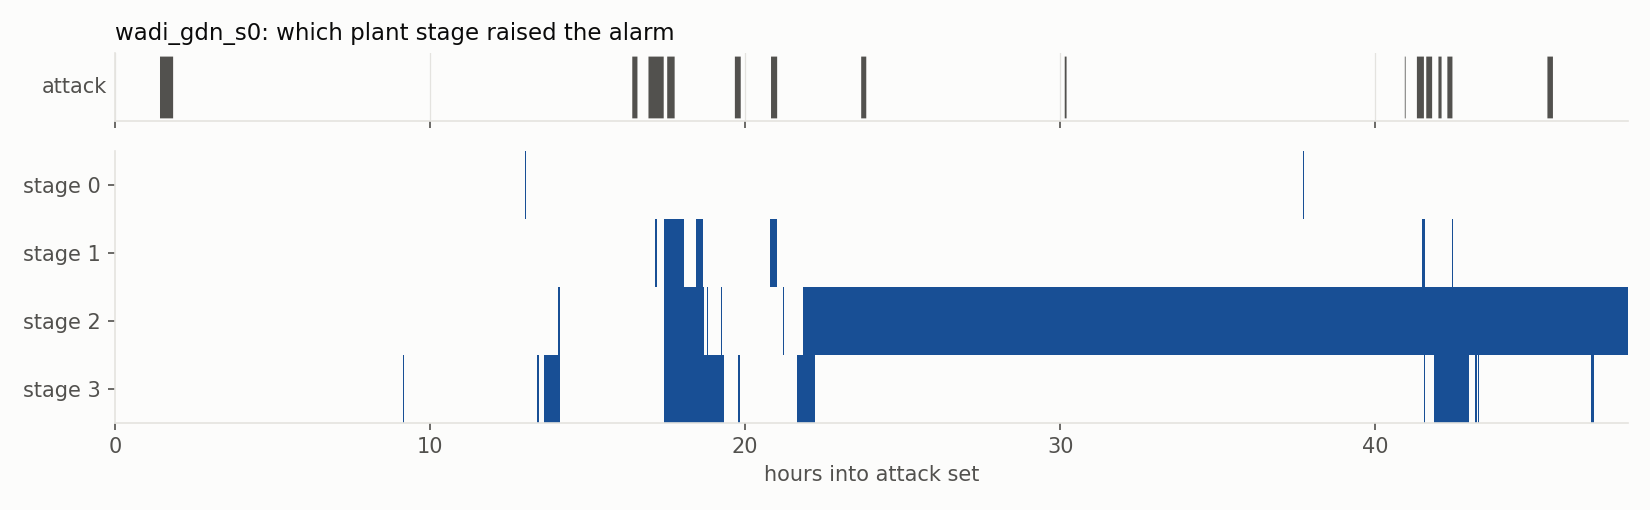 wadi_gdn_s0: which plant stage raised the alarm
attack
stage 0
stage 1
stage 2
stage 3
0 10 20 30 40
hours into attack set